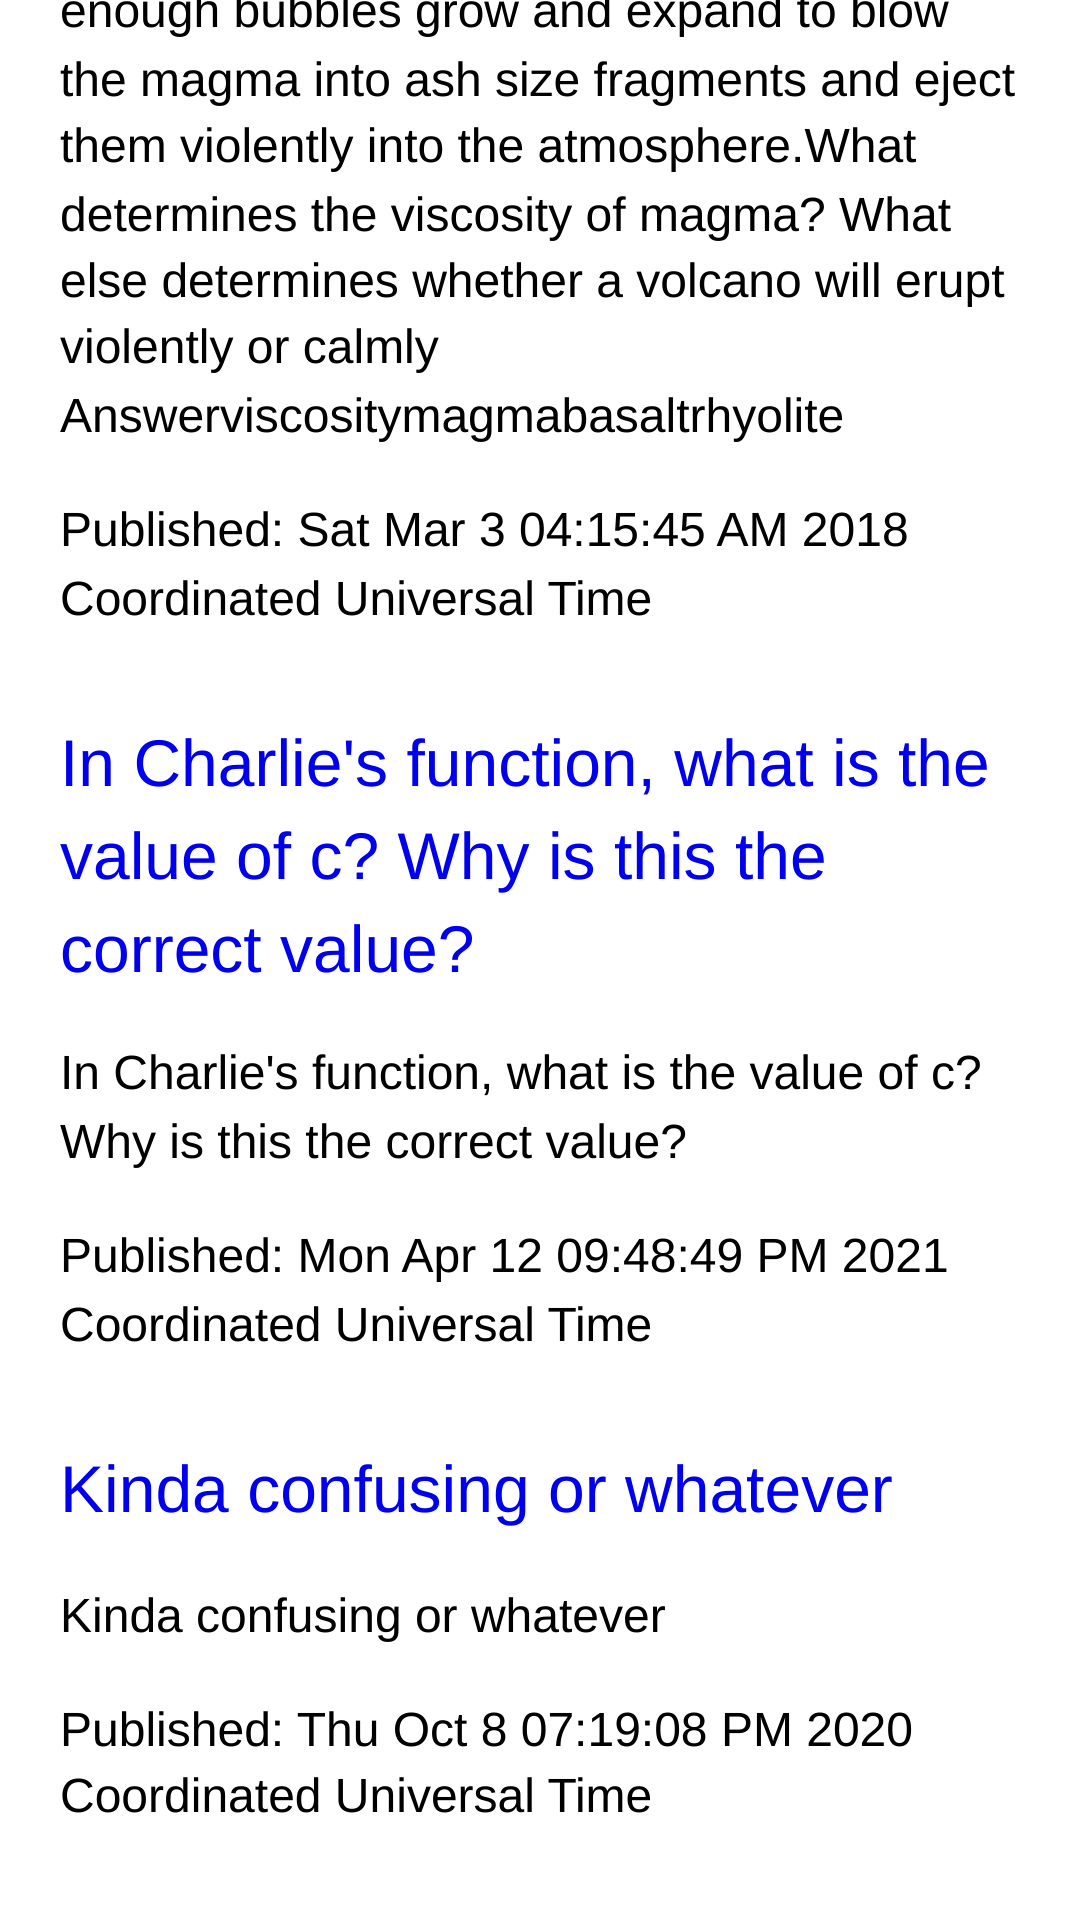 enough bubbles grow and expand to blow
the magma into ash size fragments and eject
them violently into the atmosphere.What
determines the viscosity of magma? What
else determines whether a volcano will erupt
violently or calmly
Answerviscositymagmabasaltrhyolite
Published: Sat Mar 3 04:15:45 AM 2018
Coordinated Universal Time
In Charlie's function, what is the
value of c? Why is this the
correct value?
In Charlie's function, what is the value of c?
Why is this the correct value?
Published: Mon Apr 12 09:48:49 PM 2021
Coordinated Universal Time
Kinda confusing or whatever
Kinda confusing or whatever
Published: Thu Oct 8 07:19:08 PM 2020
Coordinated Universal Time